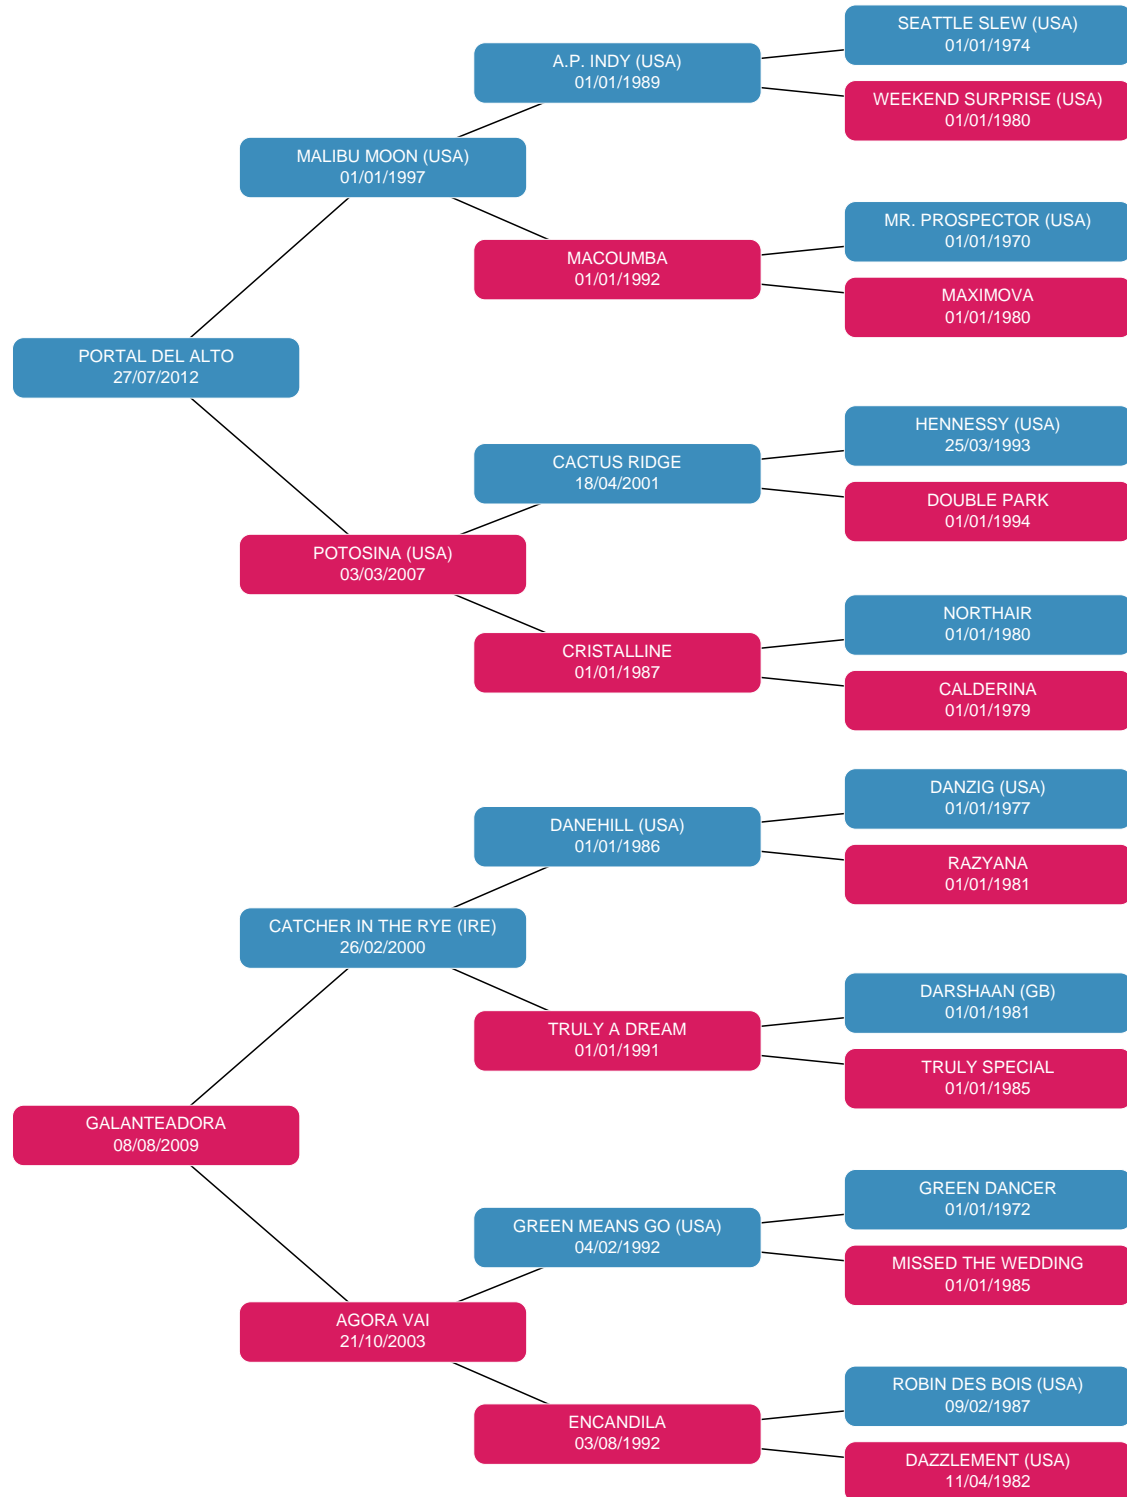 SEATTLE SLEW (USA)
01/01/1974
A.P. INDY (USA)
01/01/1989
WEEKEND SURPRISE (USA)
01/01/1980
MALIBU MOON (USA)
01/01/1997
MR. PROSPECTOR (USA)
01/01/1970
MACOUMBA
01/01/1992
MAXIMOVA
01/01/1980
PORTAL DEL ALTO
27/07/2012
HENNESSY (USA)
25/03/1993
CACTUS RIDGE
18/04/2001
DOUBLE PARK
01/01/1994
POTOSINA (USA)
03/03/2007
NORTHAIR
01/01/1980
CRISTALLINE
01/01/1987
CALDERINA
01/01/1979
DANZIG (USA)
01/01/1977
DANEHILL (USA)
01/01/1986
RAZYANA
01/01/1981
CATCHER IN THE RYE (IRE)
26/02/2000
DARSHAAN (GB)
01/01/1981
TRULY A DREAM
01/01/1991
TRULY SPECIAL
01/01/1985
GALANTEADORA
08/08/2009
GREEN DANCER
01/01/1972
GREEN MEANS GO (USA)
04/02/1992
MISSED THE WEDDING
01/01/1985
AGORA VAI
21/10/2003
ROBIN DES BOIS (USA)
09/02/1987
ENCANDILA
03/08/1992
DAZZLEMENT (USA)
11/04/1982